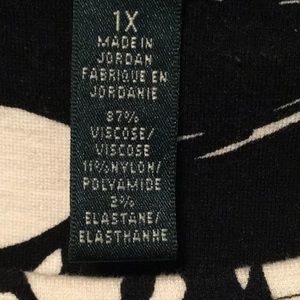 1X
MADE IN
JORDAN
FABRIQUE EN
JORDANIE
87%
VISCOSE/
VISCOSE
11%NYLON/
POLYAMIDE
2%
ELASTANE/
ELASTHANNE